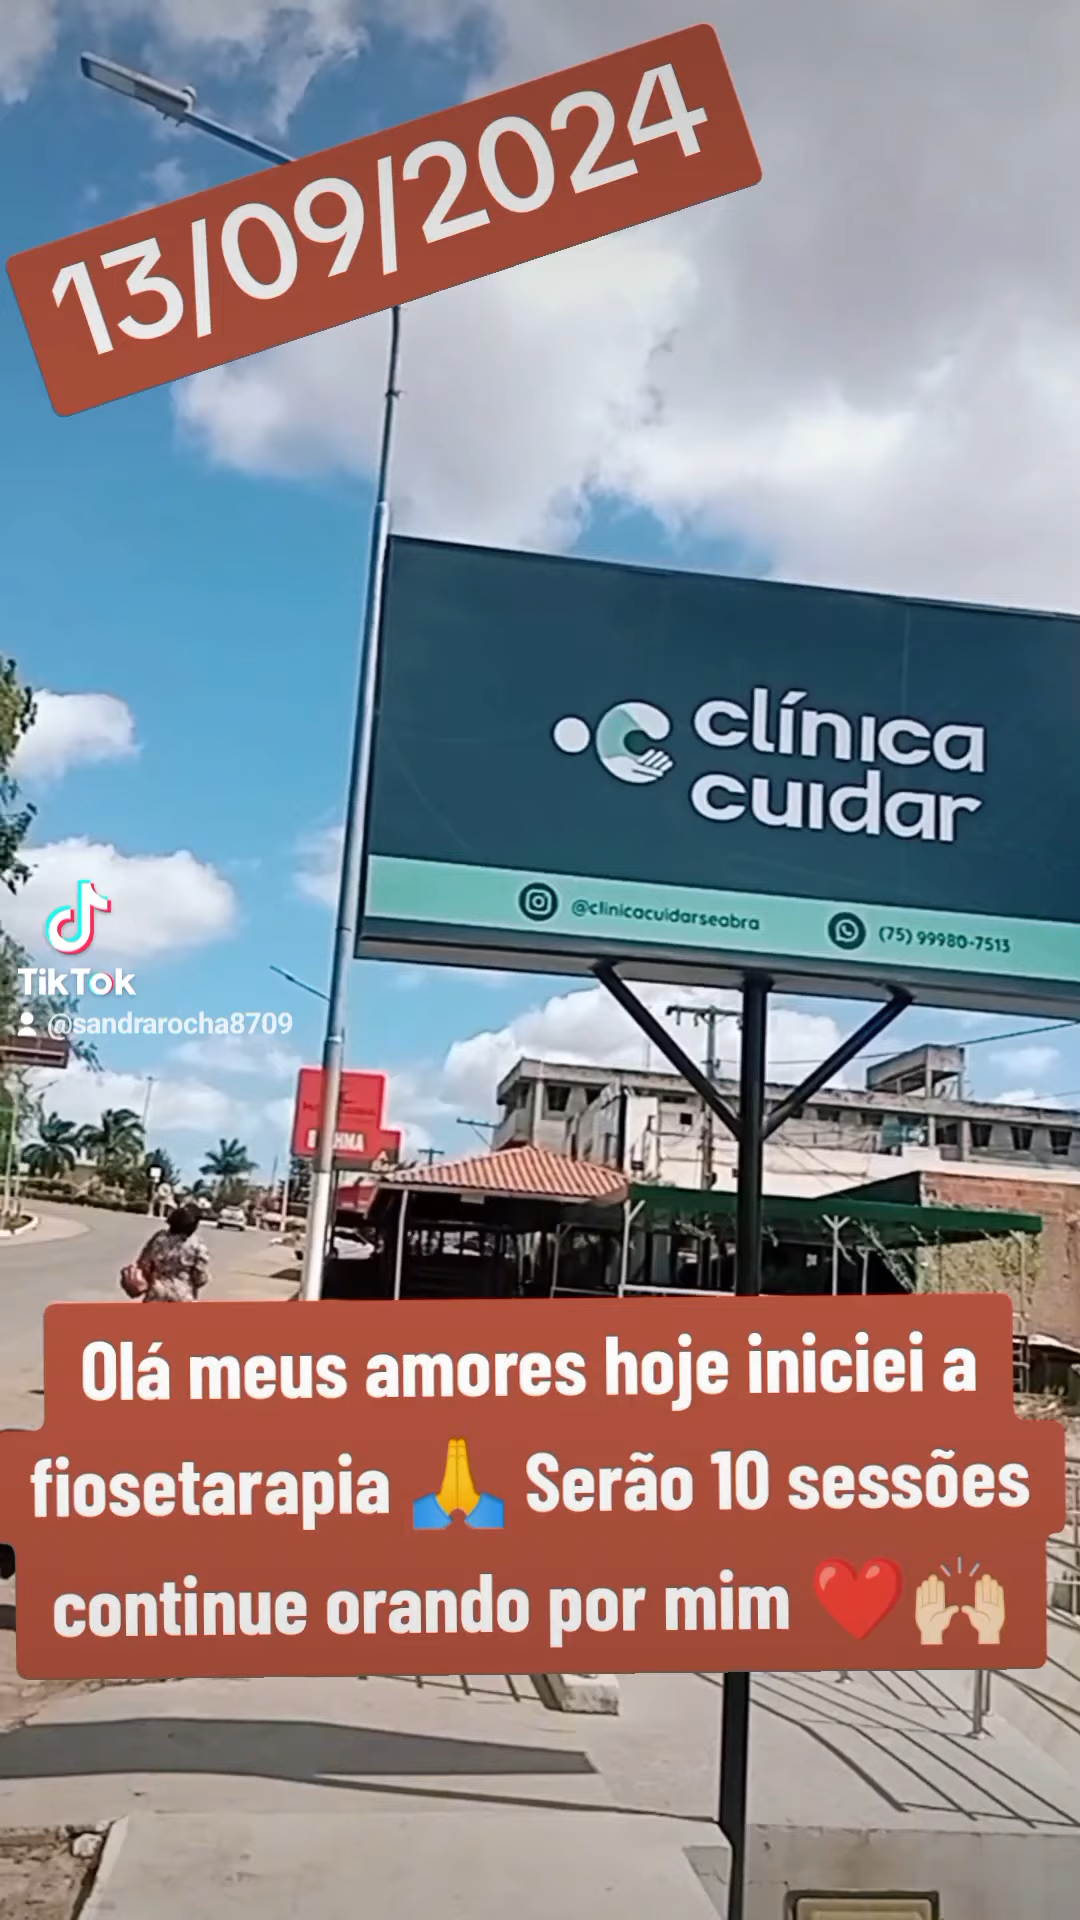 13/09/2024
clínica
cuidar
@clinicacuidarseabra
(75) 99980-7513
TikTok
@sandrarocha8709
BRAHMA
Olá meus amores hoje iniciei a
fiosetarapia 🙏 Serão 10 sessões
continue orando por mim ❤️🙌🏼